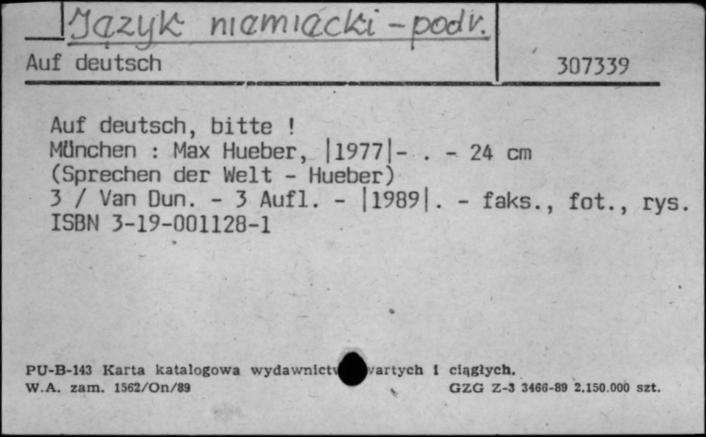 Język niemiecki - podr.
Auf deutsch 307339
Auf deutsch, bitte !
München : Max Hueber, |1977|- . - 24 cm
(Sprechen der Welt - Hueber)
3 / Van Dun. - 3 Aufl. - |1989|. - faks., fot., rys.
ISBN 3-19-001128-1
PU-B-143 Karta katalogowa i ciągłych.
W.A. zam. 1562/On/89 GZG Z-3 3466-89 2.150.000 szt.